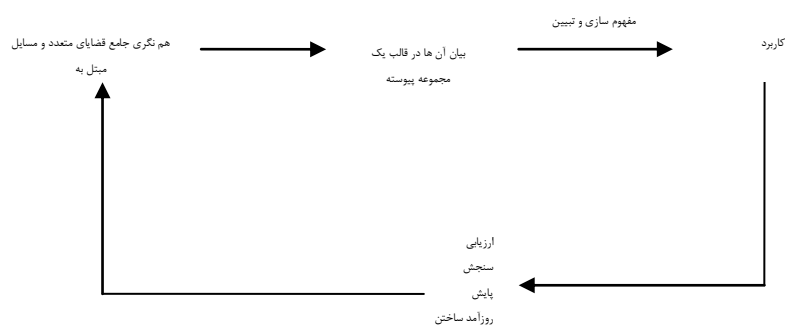 هم نگری جامع قضایای متعدد و مسایل
مبتل به
بیان آن ها در قالب یک
مجموعه پیوسته
مفهوم سازی و تبیین
کاربرد
ارزیابی
سنجش
پایش
روزآمد ساختن